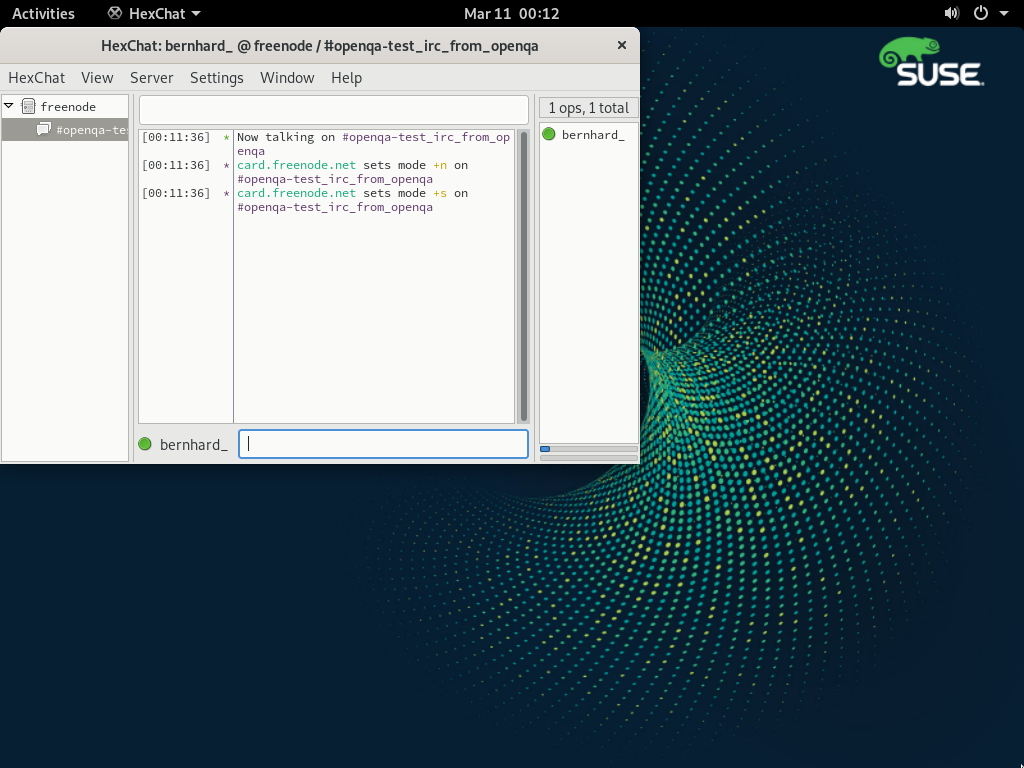 Activities HexChat Mar 11 00:12
HexChat: bernhard_ @ freenode / #openqa-test_irc_from_openqa ×
HexChat View Server Settings Window Help
freenode
#openqa-tes
[00:11:36] * Now talking on #openqa-test_irc_from_op
enqa
[00:11:36] * card.freenode.net sets mode +n on
#openqa-test_irc_from_openqa
[00:11:36] * card.freenode.net sets mode +s on
#openqa-test_irc_from_openqa
1 ops, 1 total
bernhard_
bernhard_
SUSE